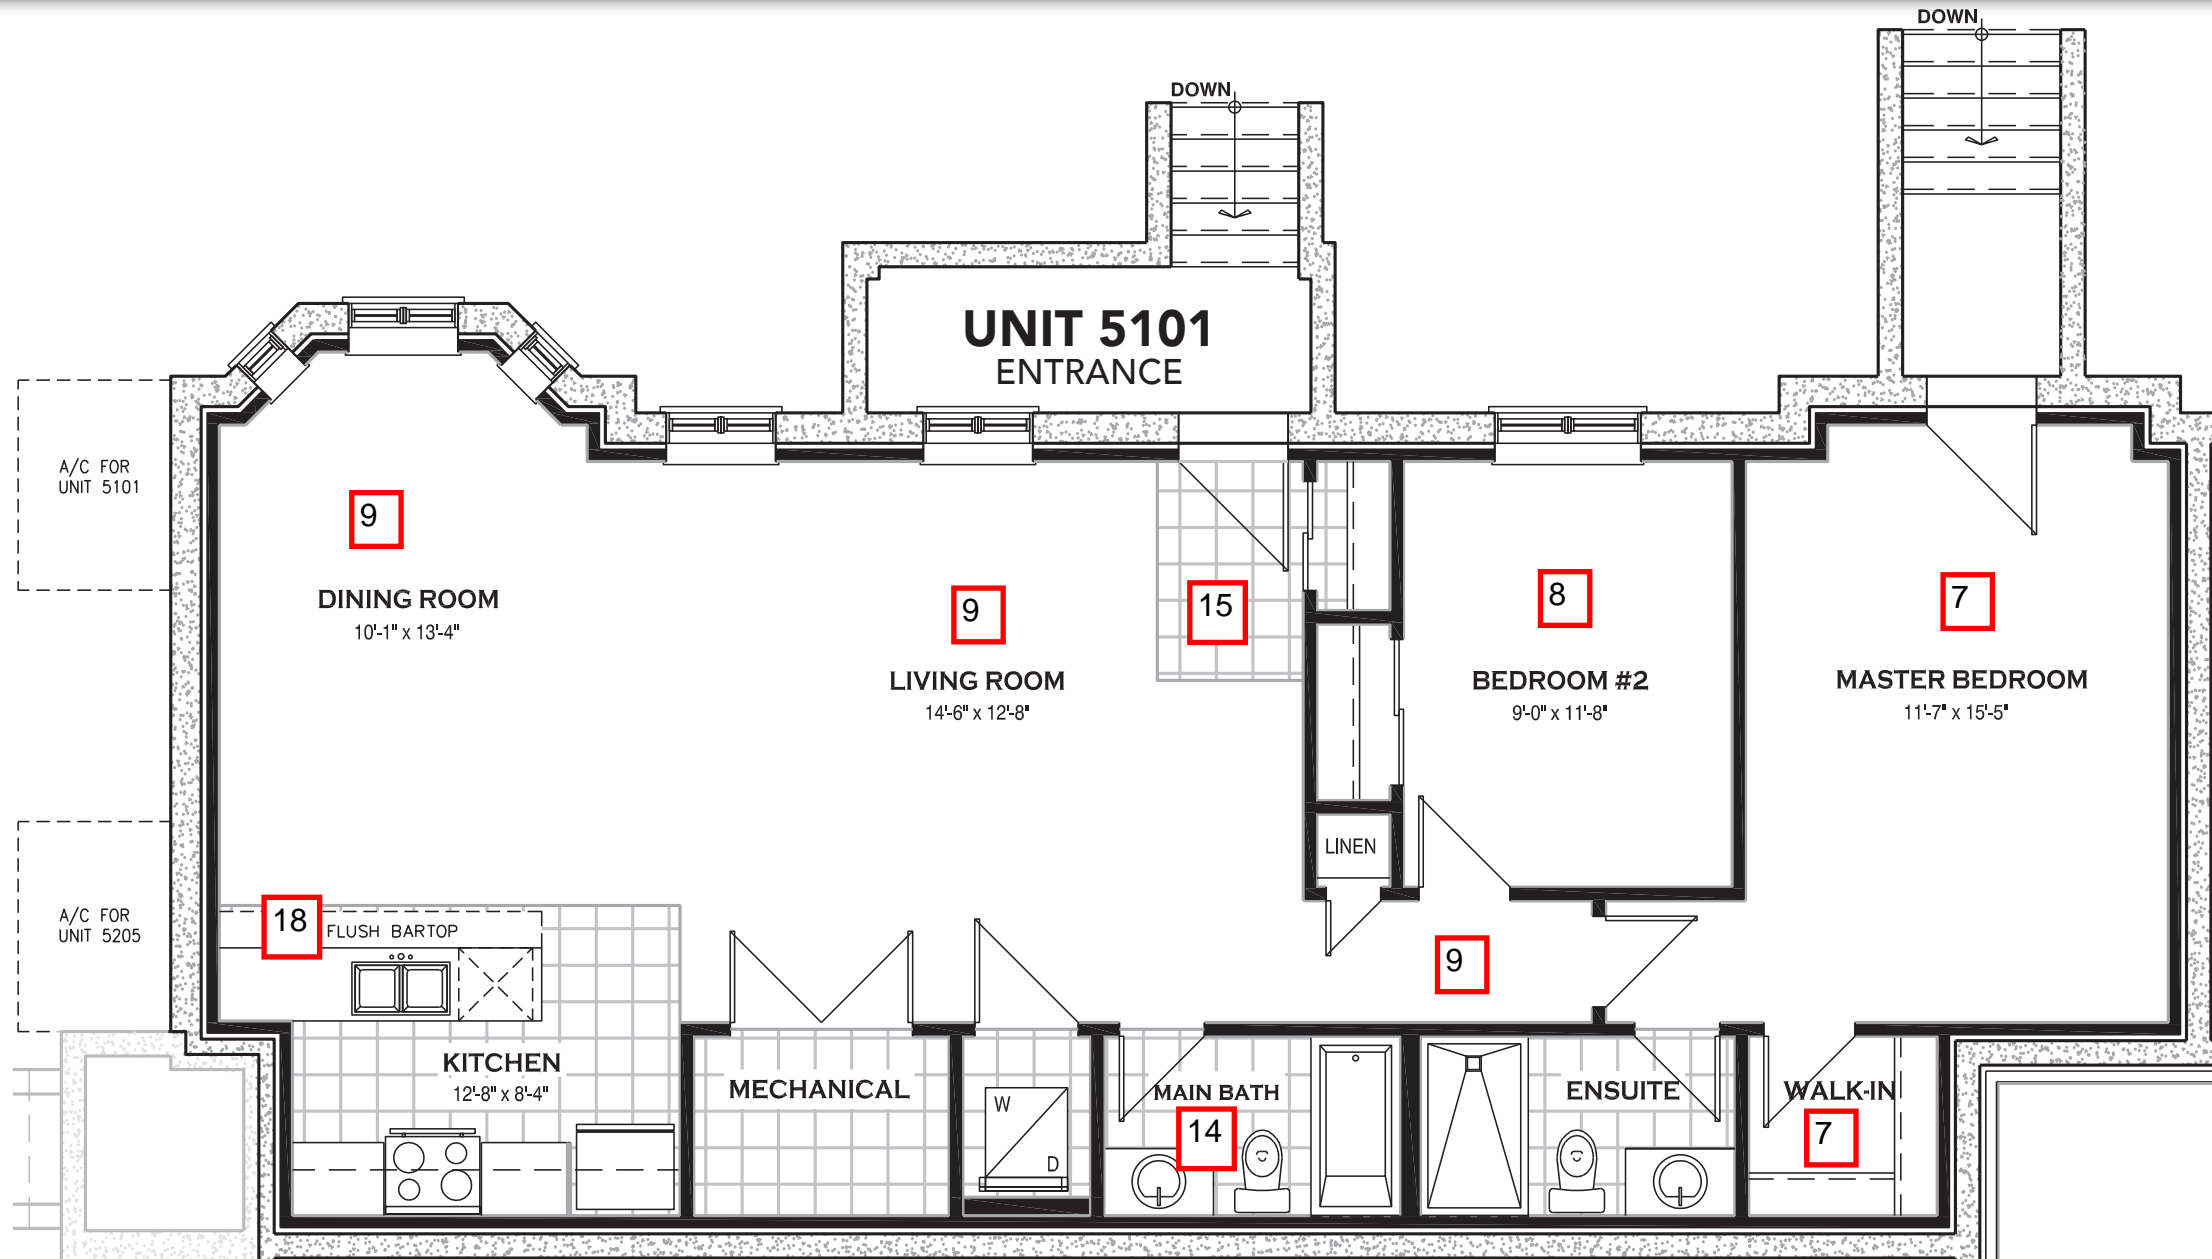 DOWN
DOWN
UNIT 5101
ENTRANCE
A/C FOR
UNIT 5101
9
DINING ROOM
10'-1" x 13'-4"
9
LIVING ROOM
14'-6" x 12'-8"
15
8
BEDROOM #2
9'-0" x 11'-8"
7
MASTER BEDROOM
11'-7" x 15'-5"
LINEN
A/C FOR
UNIT 5205
18
FLUSH BARTOP
9
KITCHEN
12'-8" x 8'-4"
MECHANICAL
W
D
MAIN BATH
14
ENSUITE
WALK-IN
7